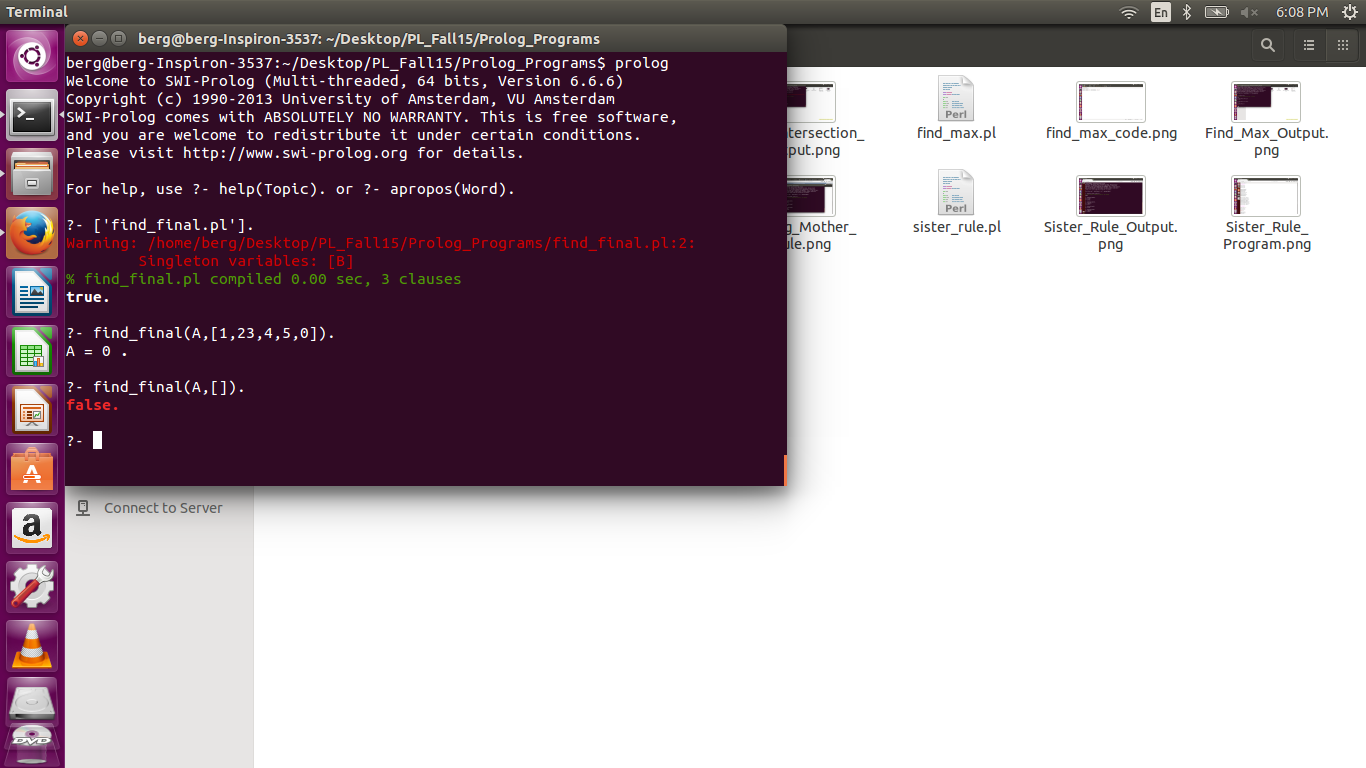 Terminal
En
6:08 PM
berg@berg-Inspiron-3537: ~/Desktop/PL_Fall15/Prolog_Programs
berg@berg-Inspiron-3537:~/Desktop/PL_Fall15/Prolog_Programs$ prolog
Welcome to SWI-Prolog (Multi-threaded, 64 bits, Version 6.6.6)
Copyright (c) 1990-2013 University of Amsterdam, VU Amsterdam
SWI-Prolog comes with ABSOLUTELY NO WARRANTY. This is free software,
and you are welcome to redistribute it under certain conditions.
Please visit http://www.swi-prolog.org for details.
For help, use ?- help(Topic). or ?- apropos(Word).
?- ['find_final.pl'].
Warning: /home/berg/Desktop/PL_Fall15/Prolog_Programs/find_final.pl:2:
Singleton variables: [B]
% find_final.pl compiled 0.00 sec, 3 clauses
true.
?- find_final(A,[1,23,4,5,0]).
A = 0 .
?- find_final(A,[]).
false.
?-
ntersection_
put.png
find_max.pl
find_max_code.png
Find_Max_Output.
png
g_Mother_
ule.png
Perl
sister_rule.pl
Perl
Sister_Rule_Output.
png
Sister_Rule_
Program.png
Connect to Server
DVD